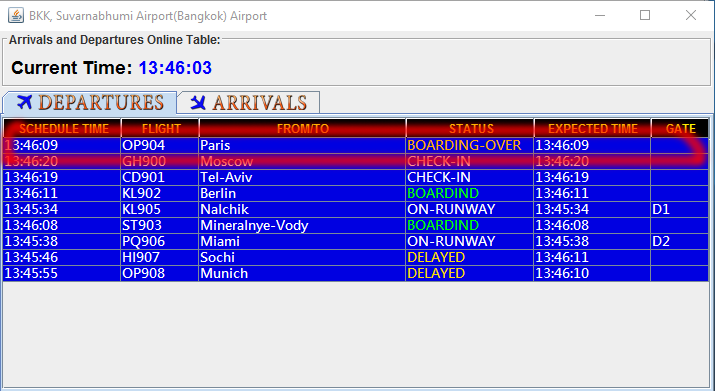 BKK, Suvarnabhumi Airport(Bangkok) Airport
Arrivals and Departures Online Table:
Current Time: 13:46:03
DEPARTURES ARRIVALS
SCHEDULE TIME FLIGHT FROM/TO STATUS EXPECTED TIME GATE
13:46:09 OP904 Paris BOARDING-OVER 13:46:09
13:46:20 GH900 Moscow CHECK-IN 13:46:20
13:46:19 CD901 Tel-Aviv CHECK-IN 13:46:19
13:46:11 KL902 Berlin BOARDIND 13:46:11
13:45:34 KL905 Nalchik ON-RUNWAY 13:45:34 D1
13:46:08 ST903 Mineralnye-Vody BOARDIND 13:46:08
13:45:38 PQ906 Miami ON-RUNWAY 13:45:38 D2
13:45:46 HI907 Sochi DELAYED 13:46:11
13:45:55 OP908 Munich DELAYED 13:46:10